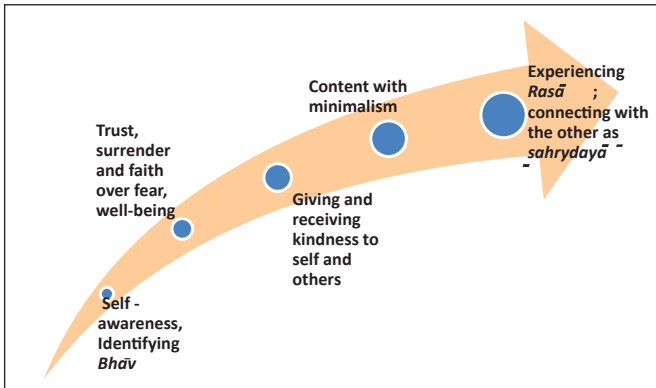 Self -
awareness,
Identifying
Bhāv
Trust,
surrender
and faith
over fear,
well-being
Giving and
receiving
kindness to
self and
others
Content with
minimalism
Experiencing
Rasā ;
connecting with
the other as
sahrydayā